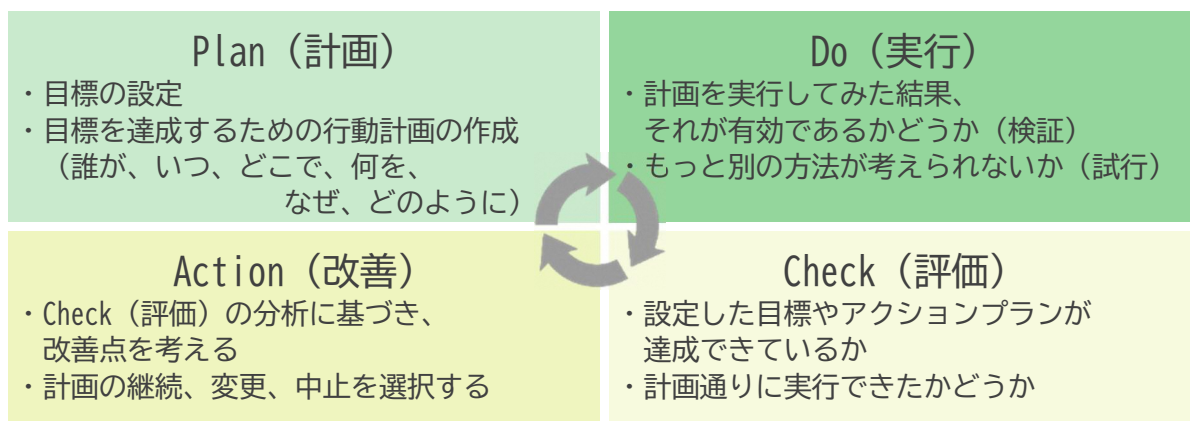 Plan（計画）
・目標の設定
・目標を達成するための行動計画の作成
（誰が、いつ、どこで、何を、
なぜ、どのように）
Do（実行）
・計画を実行してみた結果、
それが有効であるかどうか（検証）
・もっと別の方法が考えられないか（試行）
Action（改善）
・Check（評価）の分析に基づき、
改善点を考える
・計画の継続、変更、中止を選択する
Check（評価）
・設定した目標やアクションプランが
達成できているか
・計画通りに実行できたかどうか